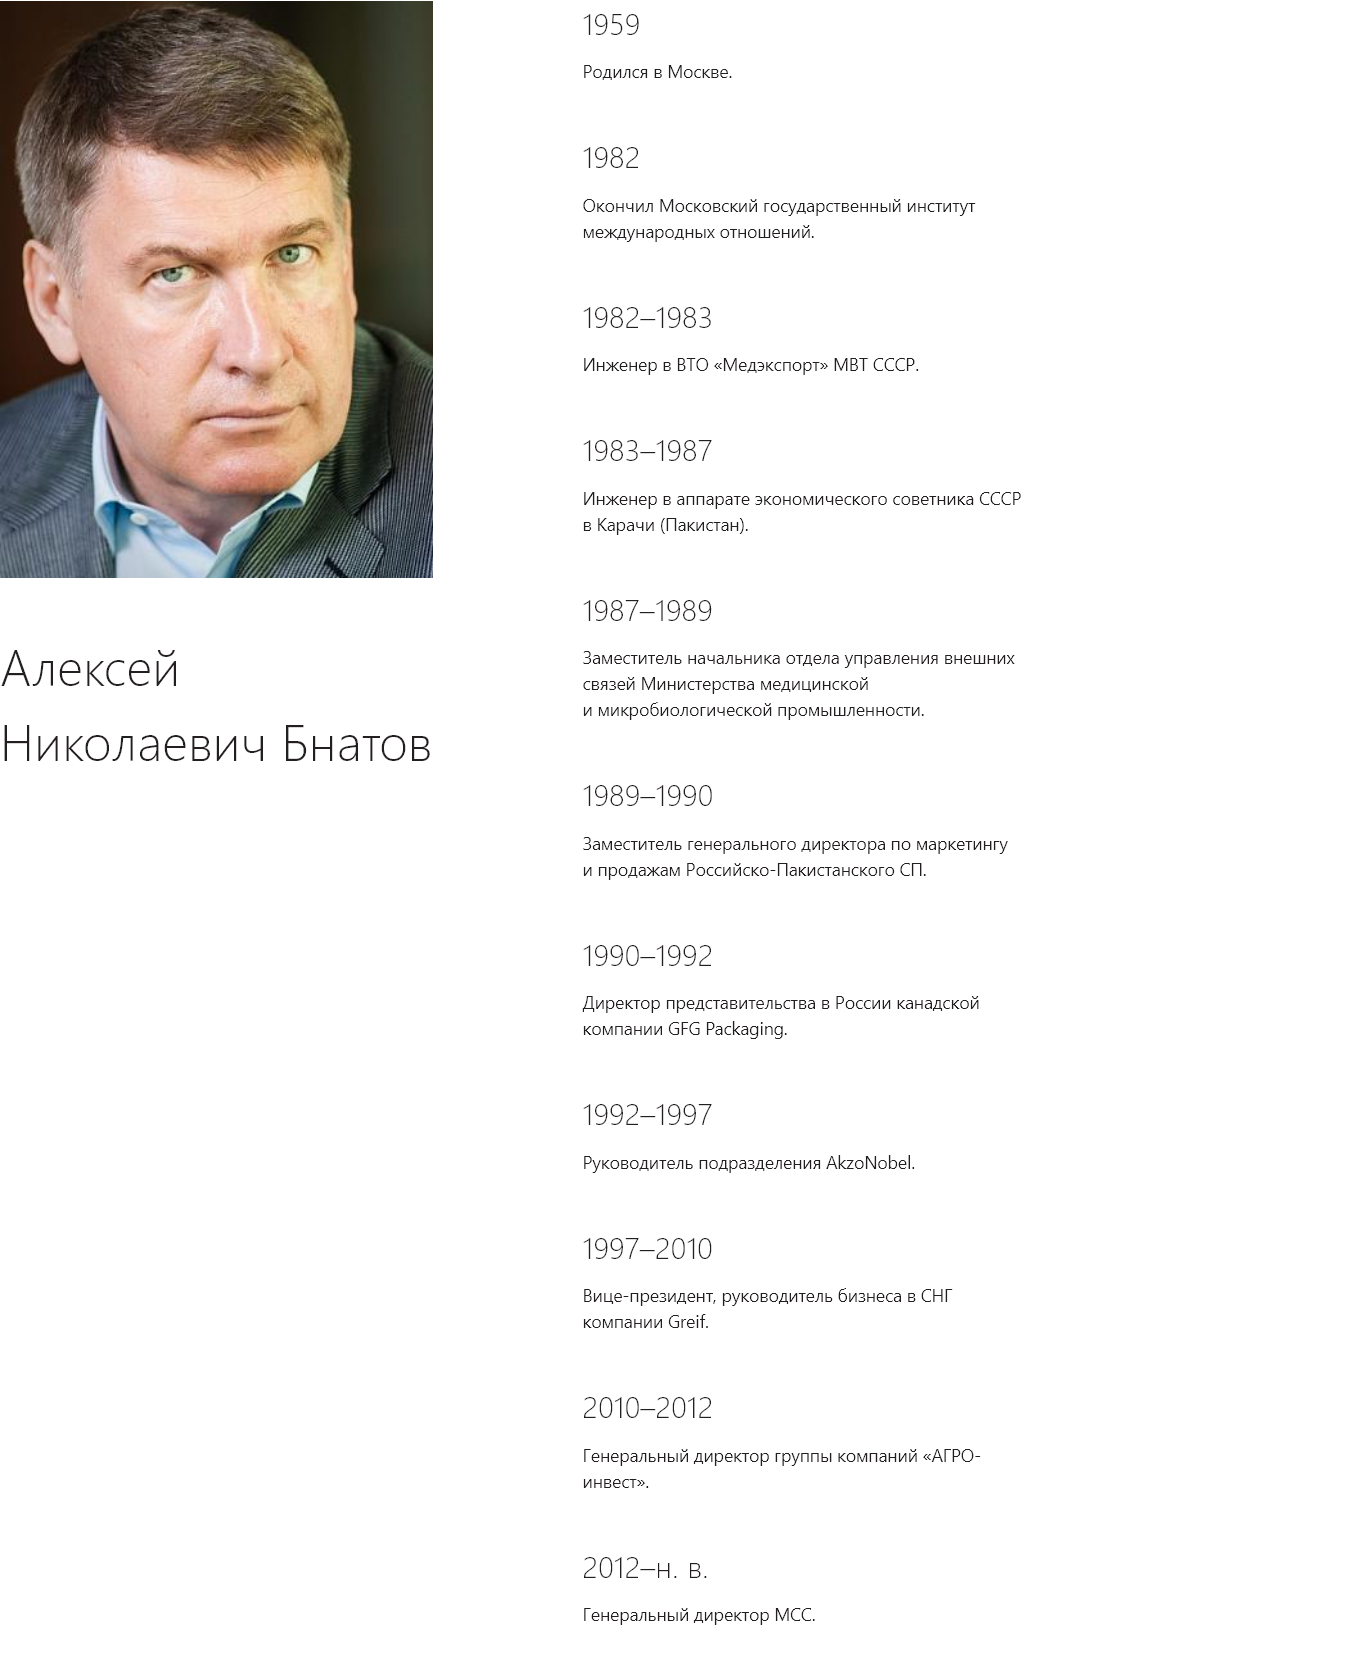 Алексей
Николаевич Бнатов
1959
Родился в Москве.
1982
Окончил Московский государственный институт
международных отношений.
1982–1983
Инженер в ВТО «Медэкспорт» МВТ СССР.
1983–1987
Инженер в аппарате экономического советника СССР
в Карачи (Пакистан).
1987–1989
Заместитель начальника отдела управления внешних
связей Министерства медицинской
и микробиологической промышленности.
1989–1990
Заместитель генерального директора по маркетингу
и продажам Российско-Пакистанского СП.
1990–1992
Директор представительства в России канадской
компании GFG Packaging.
1992–1997
Руководитель подразделения AkzoNobel.
1997–2010
Вице-президент, руководитель бизнеса в СНГ
компании Greif.
2010–2012
Генеральный директор группы компаний «АГРО-
инвест».
2012–н. в.
Генеральный директор МСС.